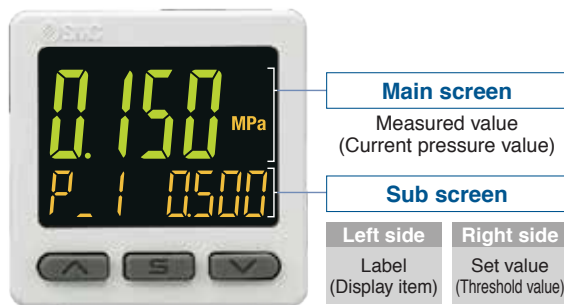 SMC
0.150 MPa
P_1 0.500
S
Main screen
Measured value
(Current pressure value)
Sub screen
Left side Right side
Label Set value
(Display item) (Threshold value)